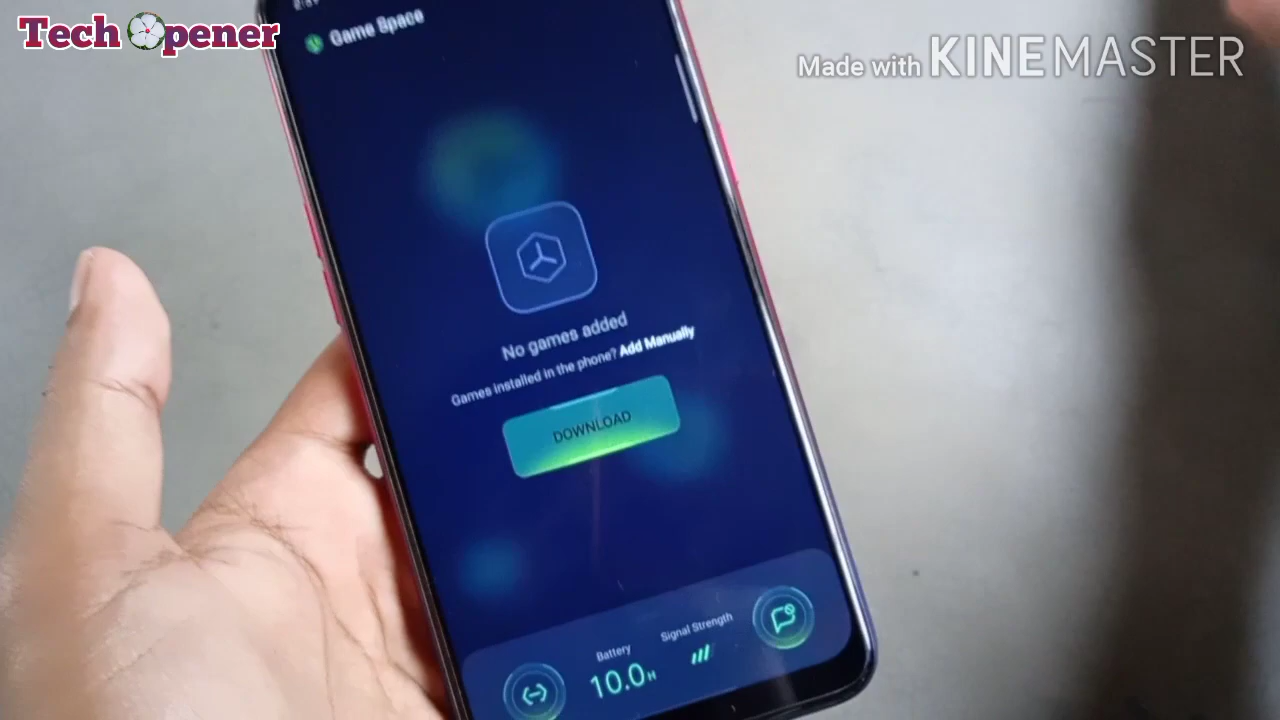 Tech Opener
Made with KINEMASTER
Game Space
No games added
Games installed in the phone? Add Manually
DOWNLOAD
Battery
10.0H
Signal Strength